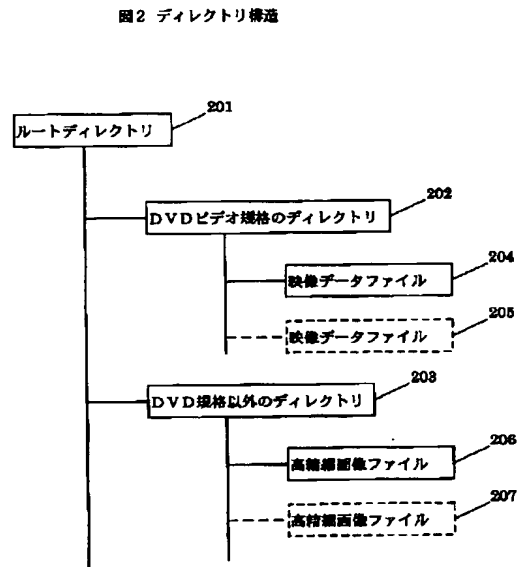 図2 ディレクトリ構造
201
ルートディレクトリ
202
DVDビデオ規格のディレクトリ
204
映像データファイル
205
映像データファイル
203
DVD規格以外のディレクトリ
206
高精細画像ファイル
207
高精細画像ファイル